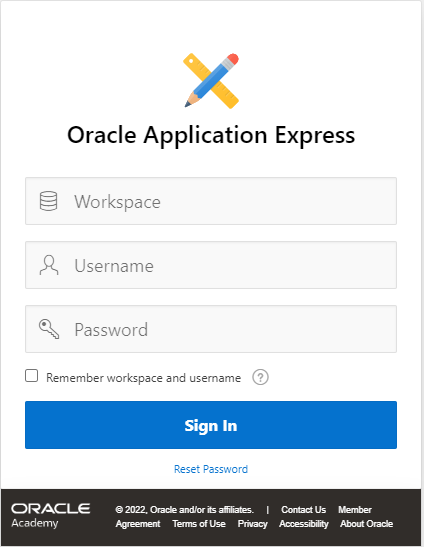 Oracle Application Express
Workspace
Username
Password
Remember workspace and username ?
Sign In
Reset Password
ORACLE
Academy
© 2022, Oracle and/or its affiliates. | Contact Us Member
Agreement Terms of Use Privacy Accessibility About Oracle